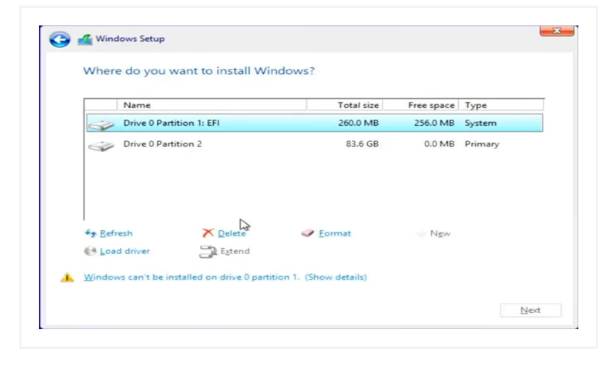 Windows Setup
Where do you want to install Windows?
Name Total size Free space Type
Drive 0 Partition 1: EFI 260.0 MB 256.0 MB System
Drive 0 Partition 2 83.6 GB 0.0 MB Primary
Refresh Delete Format New
Load driver Extend
Windows can't be installed on drive 0 partition 1. (Show details)
Next